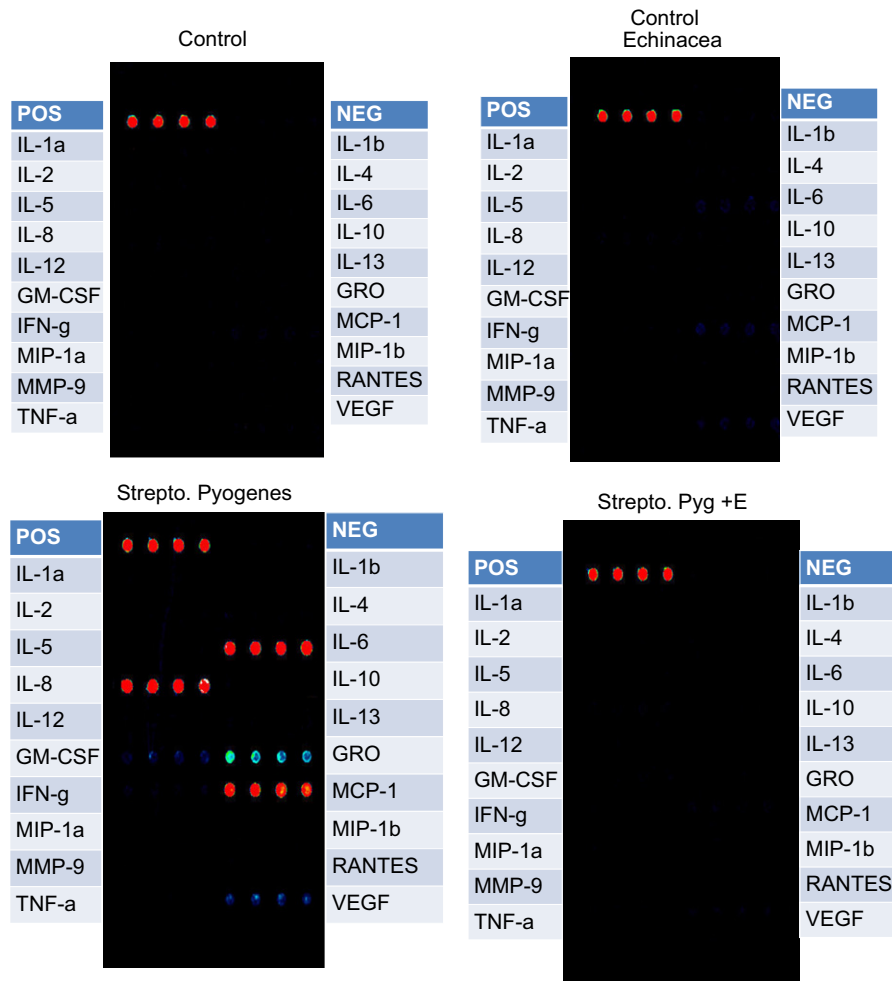 Control
POS
IL-1a
IL-2
IL-5
IL-8
IL-12
GM-CSF
IFN-g
MIP-1a
MMP-9
TNF-a
NEG
IL-1b
IL-4
IL-6
IL-10
IL-13
GRO
MCP-1
MIP-1b
RANTES
VEGF
Control
Echinacea
POS
IL-1a
IL-2
IL-5
IL-8
IL-12
GM-CSF
IFN-g
MIP-1a
MMP-9
TNF-a
NEG
IL-1b
IL-4
IL-6
IL-10
IL-13
GRO
MCP-1
MIP-1b
RANTES
VEGF
Strepto. Pyogenes
POS
IL-1a
IL-2
IL-5
IL-8
IL-12
GM-CSF
IFN-g
MIP-1a
MMP-9
TNF-a
NEG
IL-1b
IL-4
IL-6
IL-10
IL-13
GRO
MCP-1
MIP-1b
RANTES
VEGF
Strepto. Pyg +E
POS
IL-1a
IL-2
IL-5
IL-8
IL-12
GM-CSF
IFN-g
MIP-1a
MMP-9
TNF-a
NEG
IL-1b
IL-4
IL-6
IL-10
IL-13
GRO
MCP-1
MIP-1b
RANTES
VEGF